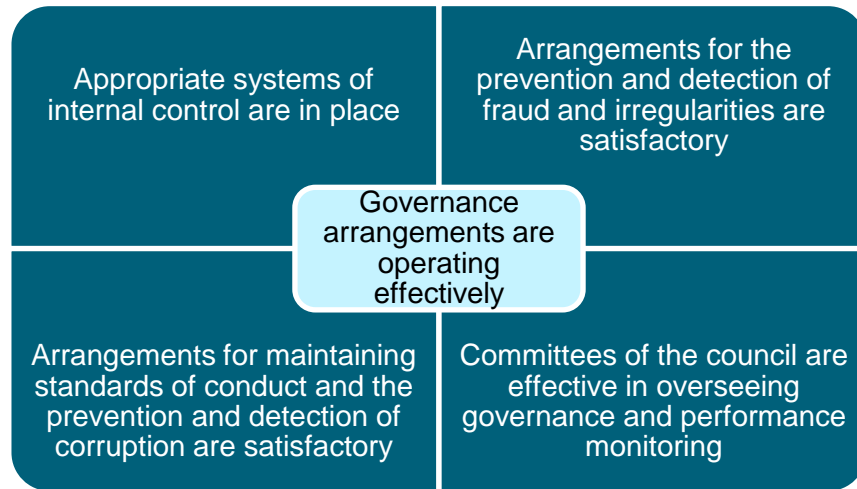 Appropriate systems of
internal control are in place
Arrangements for the
prevention and detection of
fraud and irregularities are
satisfactory
Governance
arrangements are
operating
effectively
Arrangements for maintaining
standards of conduct and the
prevention and detection of
corruption are satisfactory
Committees of the council are
effective in overseeing
governance and performance
monitoring